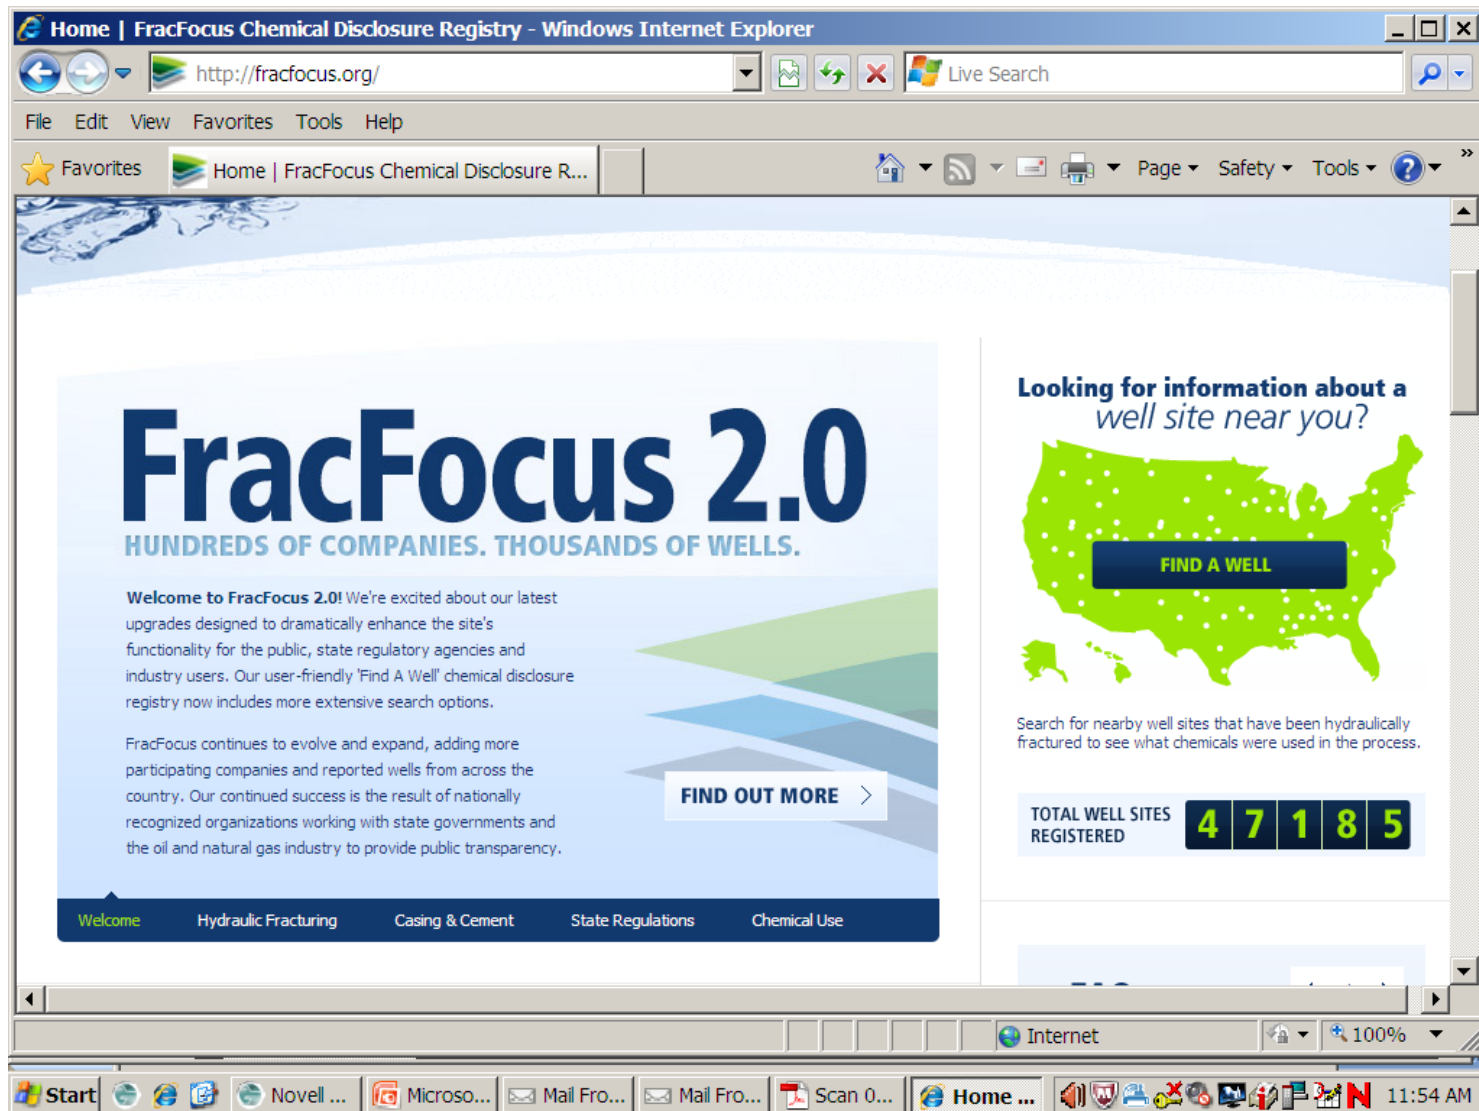 Home | FracFocus Chemical Disclosure Registry - Windows Internet Explorer
http://fracfocus.org/
Live Search
File Edit View Favorites Tools Help
Favorites
Home | FracFocus Chemical Disclosure R...
Page Safety Tools
Looking for information about a
well site near you?
FracFocus 2.0
HUNDREDS OF COMPANIES. THOUSANDS OF WELLS.
FIND A WELL
Welcome to FracFocus 2.0! We're excited about our latest
upgrades designed to dramatically enhance the site's
functionality for the public, state regulatory agencies and
industry users. Our user-friendly 'Find A Well' chemical disclosure
registry now includes more extensive search options.
FracFocus continues to evolve and expand, adding more
participating companies and reported wells from across the
country. Our continued success is the result of nationally
recognized organizations working with state governments and
the oil and natural gas industry to provide public transparency.
FIND OUT MORE
Search for nearby well sites that have been hydraulically
fractured to see what chemicals were used in the process.
TOTAL WELL SITES
REGISTERED
47185
Welcome Hydraulic Fracturing Casing & Cement State Regulations Chemical Use
Internet
100%
Start
Novell ...
Microso...
Mail Fro...
Mail Fro...
Scan 0...
Home ...
11:54 AM